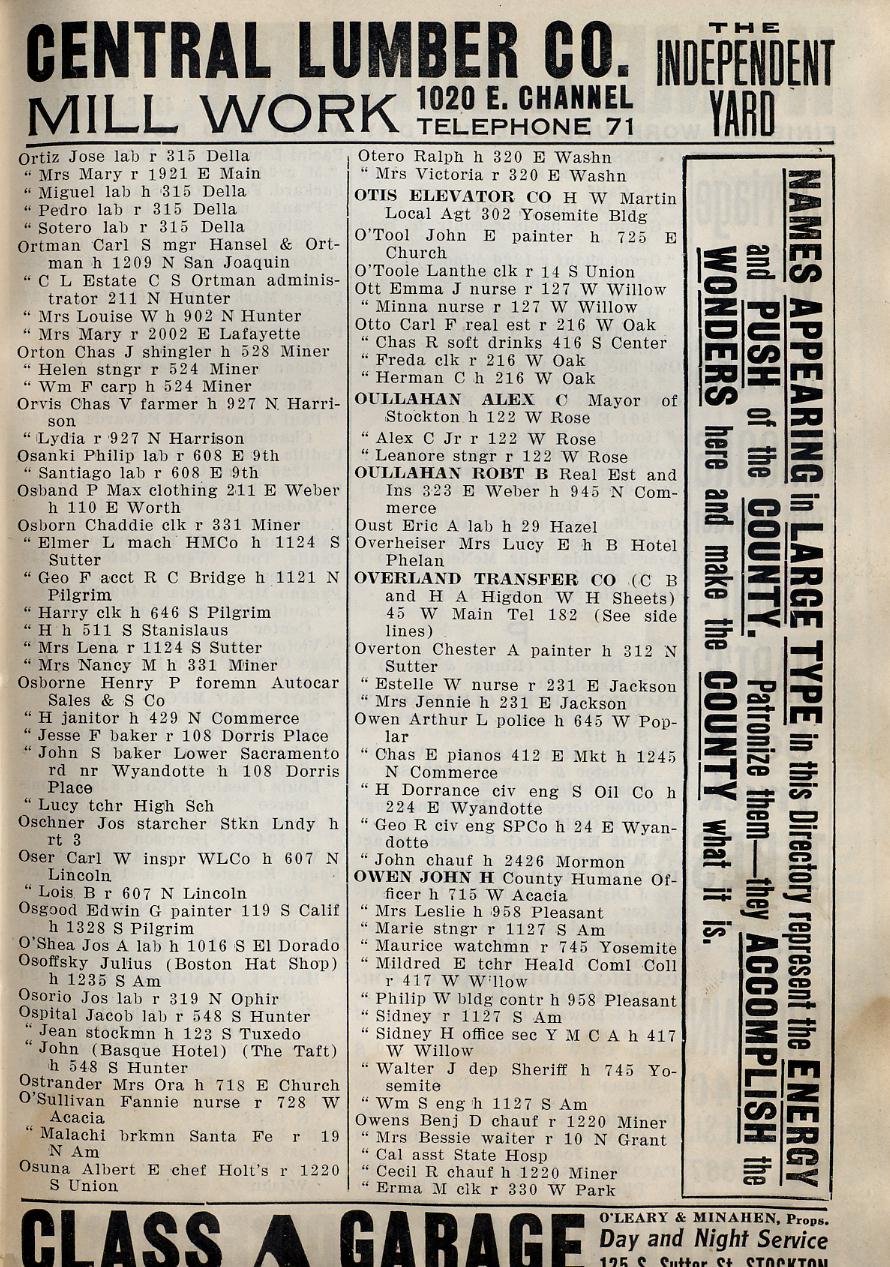 CENTRAL LUMBER CO.
MILL WORK
1020 E. CHANNEL
TELEPHONE 71
THE
INDEPENDENT
YARD
Ortiz Jose lab r 315 Della
“ Mrs Mary r 1921 E Main
“ Miguel lab h 315 Della
“ Pedro lab r 315 Della
“ Sotero lab r 315 Della
Ortman Carl S mgr Hansel & Ort-
man h 1209 N San Joaquin
“ C L Estate C S Ortman adminis-
trator 211 N Hunter
“ Mrs Louise W h 902 N Hunter
“ Mrs Mary r 2002 E Lafayette
Orton Chas J shingler h 528 Miner
“ Helen stngr r 524 Miner
“ Wm F carp h 524 Miner
Orvis Chas V farmer h 927 N Harri-
son
“ Lydia r 927 N Harrison
Osanki Philip lab r 608 E 9th
“ Santiago lab r 608 E 9th
Osband P Max clothing 211 E Weber
h 110 E Worth
Osborn Chaddie clk r 331 Miner
“ Elmer L mach HMCo h 1124 S
Sutter
“ Geo F acct R C Bridge h 1121 N
Pilgrim
“ Harry clk h 646 S Pilgrim
“ H h 511 S Stanislaus
“ Mrs Lena r 1124 S Sutter
“ Mrs Nancy M h 331 Miner
Osborne Henry P foremn Autocar
Sales & S Co
“ H janitor h 429 N Commerce
“ Jesse F baker r 108 Dorris Place
“ John S baker Lower Sacramento
rd nr Wyandotte h 108 Dorris
Place
“ Lucy tchr High Sch
Oschner Jos starcher Stkn Lndy h
rt 3
Oser Carl W inspr WLCo h 607 N
Lincoln
“ Lois B r 607 N Lincoln
Osgood Edwin G painter 119 S Calif
h 1328 S Pilgrim
O'Shea Jos A lab h 1016 S El Dorado
Osoffsky Julius (Boston Hat Shop)
h 1235 S Am
Osorio Jos lab r 319 N Ophir
Ospital Jacob lab r 548 S Hunter
“ Jean stockmn h 123 S Tuxedo
“ John (Basque Hotel) (The Taft)
h 548 S Hunter
Ostrander Mrs Ora h 718 E Church
O'Sullivan Fannie nurse r 728 W
Acacia
“ Malachi brkmn Santa Fe r 19
N Am
Osuna Albert E chef Holt's r 1220
S Union
Otero Ralph h 320 E Washn
“ Mrs Victoria r 320 E Washn
OTIS ELEVATOR CO H W Martin
Local Agt 302 Yosemite Bldg
O'Tool John E painter h 725 E
Church
O'Toole Lanthe clk r 14 S Union
Ott Emma J nurse r 127 W Willow
“ Minna nurse r 127 W Willow
Otto Carl F real est r 216 W Oak
“ Chas R soft drinks 416 S Center
“ Freda clk r 216 W Oak
“ Herman C h 216 W Oak
OULLAHAN ALEX C Mayor of
Stockton h 122 W Rose
“ Alex C Jr r 122 W Rose
“ Leanore stngr r 122 W Rose
OULLAHAN ROBT B Real Est and
Ins 323 E Weber h 945 N Com-
merce
Oust Eric A lab h 29 Hazel
Overheiser Mrs Lucy E h B Hotel
Phelan
OVERLAND TRANSFER CO (C B
and H A Higdon W H Sheets)
45 W Main Tel 182 (See side
lines)
Overton Chester A painter h 312 N
Sutter
“ Estelle W nurse r 231 E Jackson
“ Mrs Jennie h 231 E Jackson
Owen Arthur L police h 645 W Pop-
lar
“ Chas E pianos 412 E Mkt h 1245
N Commerce
“ H Dorrance civ eng S Oil Co h
224 E Wyandotte
“ Geo R civ eng SPCo h 24 E Wyan-
dotte
“ John chauf h 2426 Mormon
OWEN JOHN H County Humane Of-
ficer h 715 W Acacia
“ Mrs Leslie h 958 Pleasant
“ Marie stngr r 1127 S Am
“ Maurice watchmn r 745 Yosemite
“ Mildred E tchr Heald Coml Coll
r 417 W Willow
“ Philip W bldg contr h 958 Pleasant
“ Sidney r 1127 S Am
“ Sidney H office sec Y M C A h 417
W Willow
“ Walter J dep Sheriff h 745 Yo-
semite
“ Wm S eng h 1127 S Am
Owens Benj D chauf r 1220 Miner
“ Mrs Bessie waiter r 10 N Grant
“ Cal asst State Hosp
“ Cecil R chauf h 1220 Miner
“ Erma M clk r 330 W Park
NAMES APPEARING in LARGE TYPE in this Directory represent the ENERGY
and PUSH of the COUNTY. Patronize them—they ACCOMPLISH the
WONDERS here and make the COUNTY what it is.
CLASS A GARAGE
O'LEARY & MINAHEN, Props.
Day and Night Service
125 S. Sutter St. STOCKTON